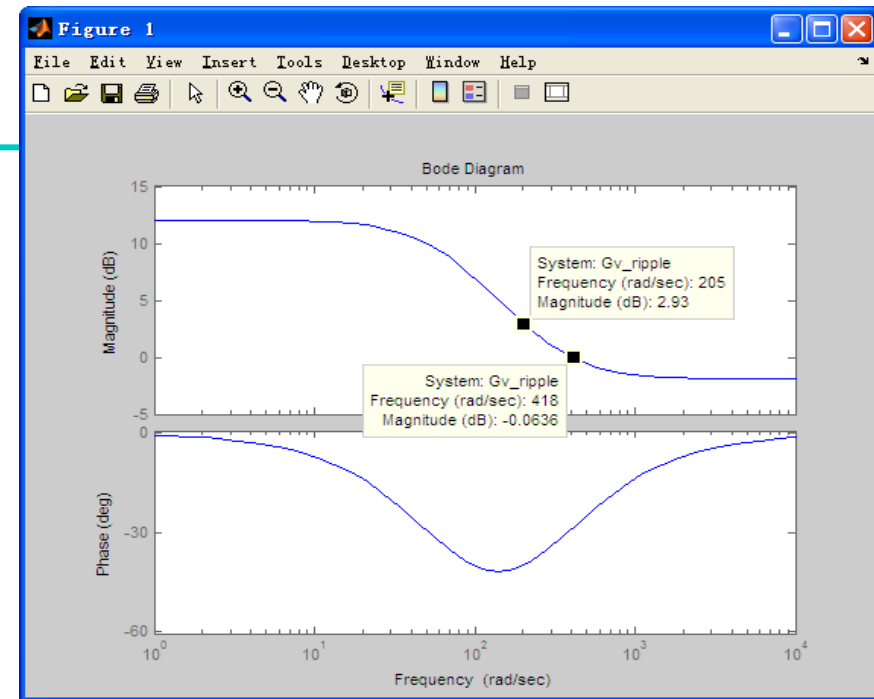 Figure 1
File Edit View Insert Tools Desktop Window Help
Bode Diagram
15
10
5
0
-5
Magnitude (dB)
System: Gv_ripple
Frequency (rad/sec): 205
Magnitude (dB): 2.93
System: Gv_ripple
Frequency (rad/sec): 418
Magnitude (dB): -0.0636
0
-30
-60
Phase (deg)
10^0 10^1 10^2 10^3 10^4
Frequency (rad/sec)